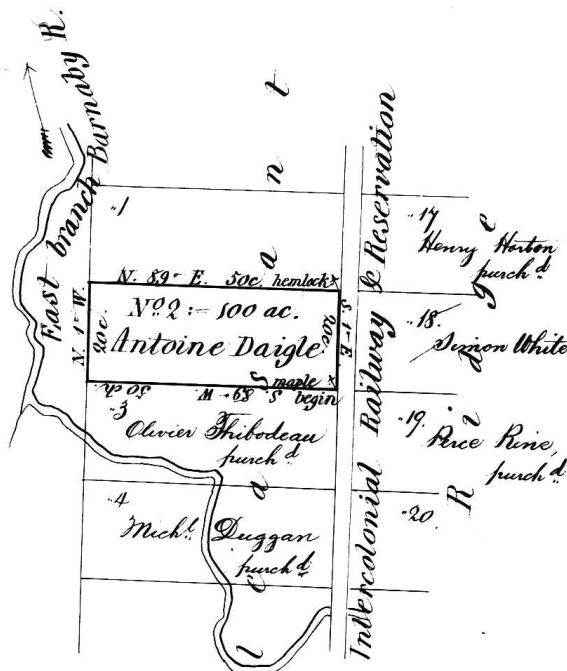 East branch Barnaby R.
1
N. 89° E. 50c. hemlock
N. 1° W.
20c.
Nº 2 :- 100 ac.
Antoine Daigle
20c.
S. 1° E.
maple
begin
S. 89° W.
50 ch.
3
Olivier Thibodeau
purchd
4
Michl Duggan
purchd
Intercolonial Railway & Reservation
17
Henry Horton
purchd
18.
Simon White
19.
Perce Rine,
purchd
20
Ridge